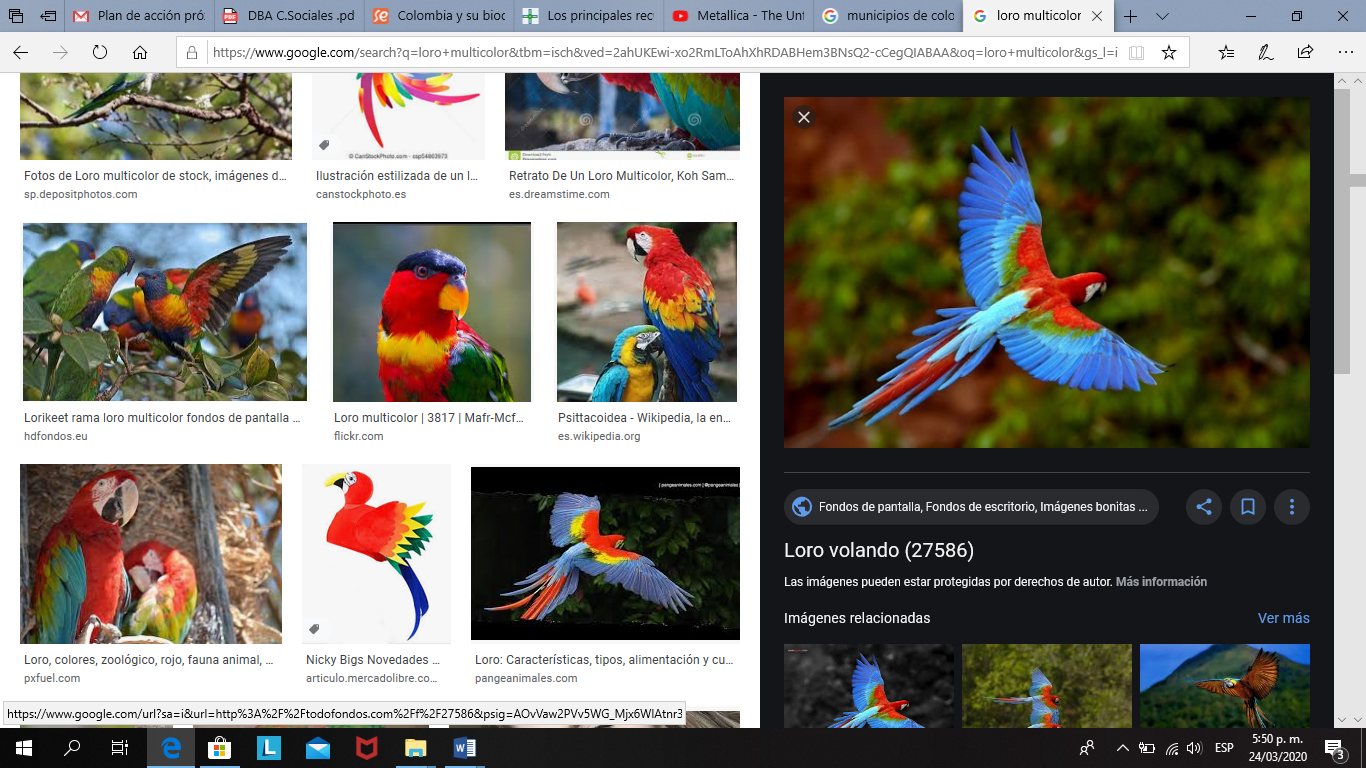 Plan de acción pró:
DBA C.Sociales .pd
Colombia y su bioc
Los principales rec
Metallica - The Unf
municipios de colo
loro multicolor
https://www.google.com/search?q=loro+multicolor&tbm=isch&ved=2ahUKEwi-xo2RmLToAhXhRDABHem3BNsQ2-cCegQIABAA&oq=loro+multicolor&gs_l=i
© CanStockPhoto.com - csp54863973
Fotos de Loro multicolor de stock, imágenes d...
sp.depositphotos.com
Ilustración estilizada de un l...
canstockphoto.es
Retrato De Un Loro Multicolor, Koh Sam...
es.dreamstime.com
Lorikeet rama loro multicolor fondos de pantalla ...
hdfondos.eu
Loro multicolor | 3817 | Mafr-Mcf...
flickr.com
Psittacoidea - Wikipedia, la en...
es.wikipedia.org
| pangeanimales.com | @pangeanimales |
Loro, colores, zoológico, rojo, fauna animal, ...
pxfuel.com
Nicky Bigs Novedades ...
articulo.mercadolibre.co...
Loro: Características, tipos, alimentación y cu...
pangeanimales.com
Fondos de pantalla, Fondos de escritorio, Imágenes bonitas ...
Loro volando (27586)
Las imágenes pueden estar protegidas por derechos de autor. Más información
Imágenes relacionadas
Ver más
https://www.google.com/url?sa=i&url=http%3A%2F%2Ftodofondos.com%2Ff%2F27586&psig=AOvVaw2PVv5WG_Mjx6WIAtnr3
ESP
5:50 p. m.
24/03/2020
3